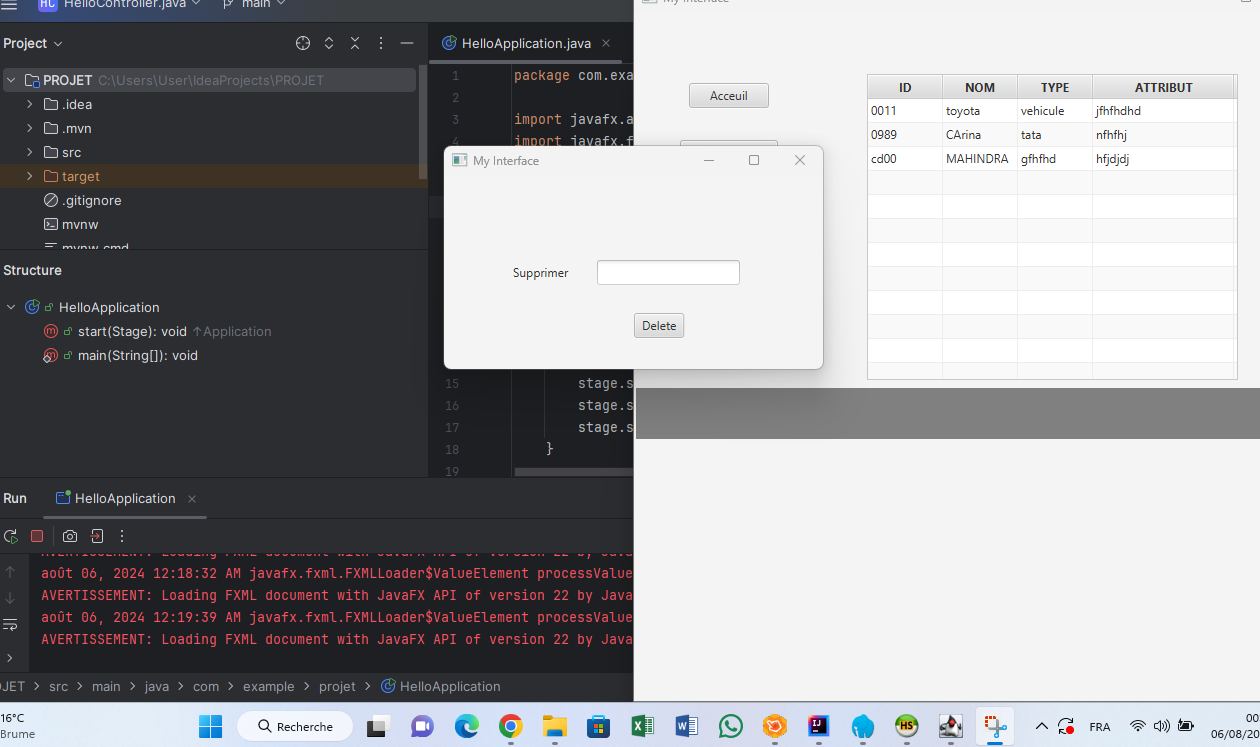 HC HelloController.java
main
My Interface
Project
HelloApplication.java
PROJET C:\Users\User\IdeaProjects\PROJET
.idea
.mvn
src
target
.gitignore
mvnw
mvnw.cmd
Structure
HelloApplication
start(Stage): void ↑Application
main(String[]): void
1 package com.exa
2
3 import javafx.a
4 import javafx.f
15 stage.s
16 stage.s
17 stage.s
18 }
19
My Interface
Supprimer
Delete
Acceuil
ID NOM TYPE ATTRIBUT
0011 toyota vehicule jfhfhdhd
0989 CArina tata nfhfhj
cd00 MAHINDRA gfhfhd hfjdjdj
Run HelloApplication
AVERTISSEMENT: Loading FXML document with JavaFX API of version 22 by Java
août 06, 2024 12:18:32 AM javafx.fxml.FXMLLoader$ValueElement processValue
AVERTISSEMENT: Loading FXML document with JavaFX API of version 22 by Java
août 06, 2024 12:19:39 AM javafx.fxml.FXMLLoader$ValueElement processValue
AVERTISSEMENT: Loading FXML document with JavaFX API of version 22 by Java
JET > src > main > java > com > example > projet > HelloApplication
16°C
Brume
Recherche
FRA
00
06/08/20